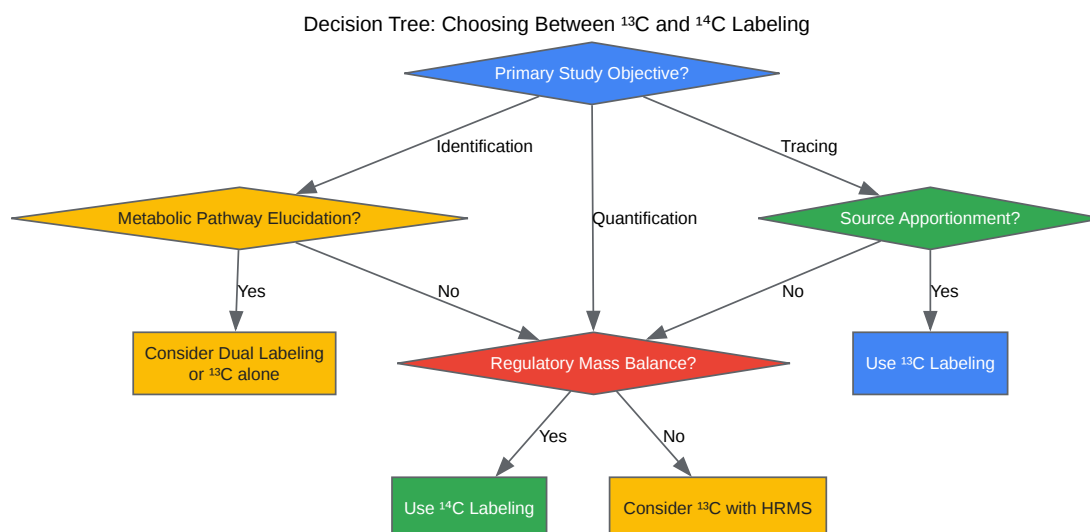 Decision Tree: Choosing Between ¹³C and ¹⁴C Labeling
Primary Study Objective?
Identification
Tracing
Metabolic Pathway Elucidation?
Quantification
Source Apportionment?
Yes
No
No
Yes
Consider Dual Labeling
or ¹³C alone
Regulatory Mass Balance?
Use ¹³C Labeling
Yes
No
Use ¹⁴C Labeling
Consider ¹³C with HRMS